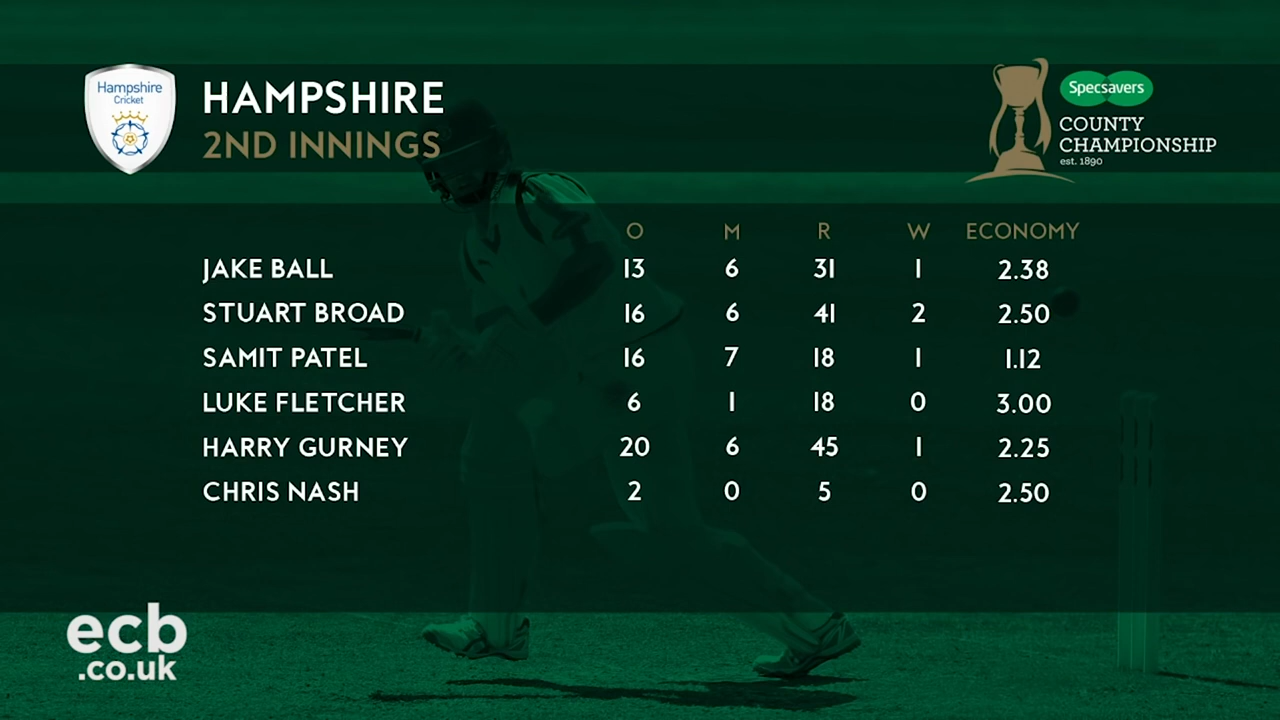 Hampshire
Cricket
HAMPSHIRE
2ND INNINGS
Specsavers
COUNTY
CHAMPIONSHIP
est. 1890
O M R W ECONOMY
JAKE BALL 13 6 31 1 2.38
STUART BROAD 16 6 41 2 2.50
SAMIT PATEL 16 7 18 1 1.12
LUKE FLETCHER 6 1 18 0 3.00
HARRY GURNEY 20 6 45 1 2.25
CHRIS NASH 2 0 5 0 2.50
ecb
.co.uk